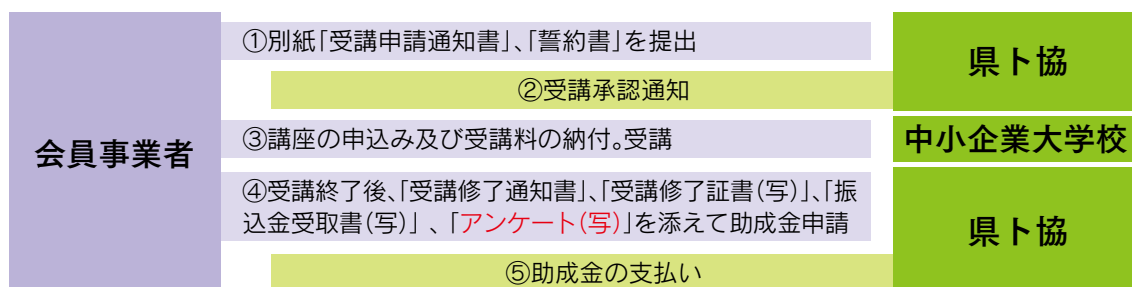 会員事業者
①別紙「受講申請通知書」、「誓約書」を提出
②受講承認通知
県ト協
③講座の申込み及び受講料の納付。受講
中小企業大学校
④受講終了後、「受講修了通知書」、「受講修了証書(写)」、「振
込金受取書(写)」 、「アンケート(写)」を添えて助成金申請
⑤助成金の支払い
県ト協